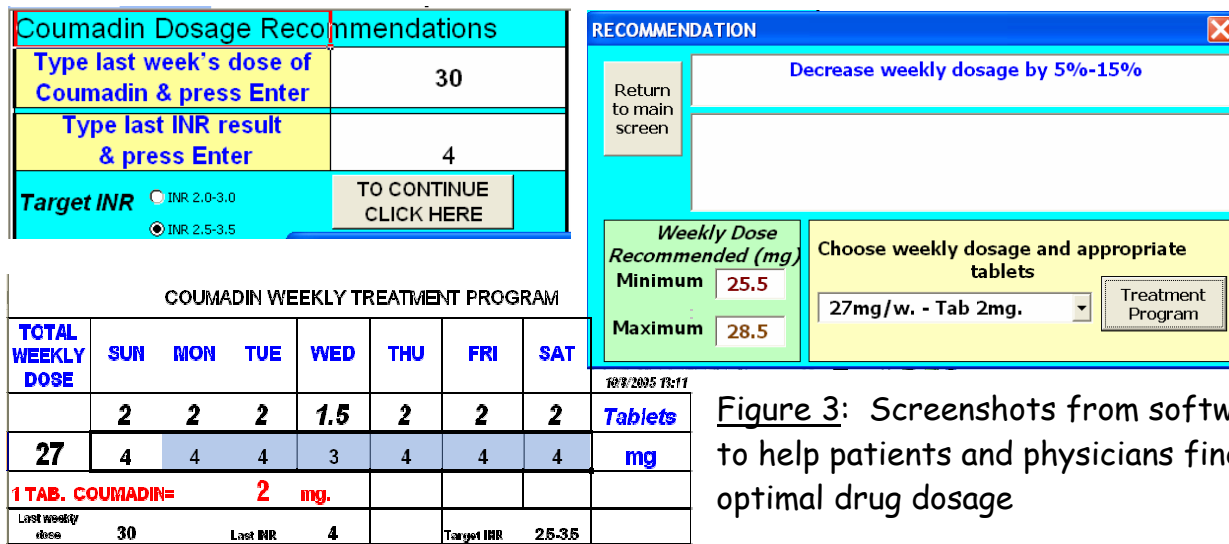 Coumadin Dosage Recommendations
Type last week's dose of
Coumadin & press Enter
30
Type last INR result
& press Enter
4
Target INR
INR 2.0-3.0
INR 2.5-3.5
TO CONTINUE
CLICK HERE
RECOMMENDATION
Return
to main
screen
Decrease weekly dosage by 5%-15%
Weekly Dose
Recommended (mg)
Minimum 25.5
Maximum 28.5
Choose weekly dosage and appropriate
tablets
27mg/w. - Tab 2mg.
Treatment
Program
COUMADIN WEEKLY TREATMENT PROGRAM
TOTAL
WEEKLY
DOSE
SUN MON TUE WED THU FRI SAT
13:11
2 2 2 1.5 2 2 2 Tablets
27 4 4 4 3 4 4 4 mg
1 TAB. COUMADIN= 2 mg.
Last weekly
dose
30 Last INR 4 Target INR 2.5-3.5
Figure 3: Screenshots from
to help patients and physicians
optimal drug dosage